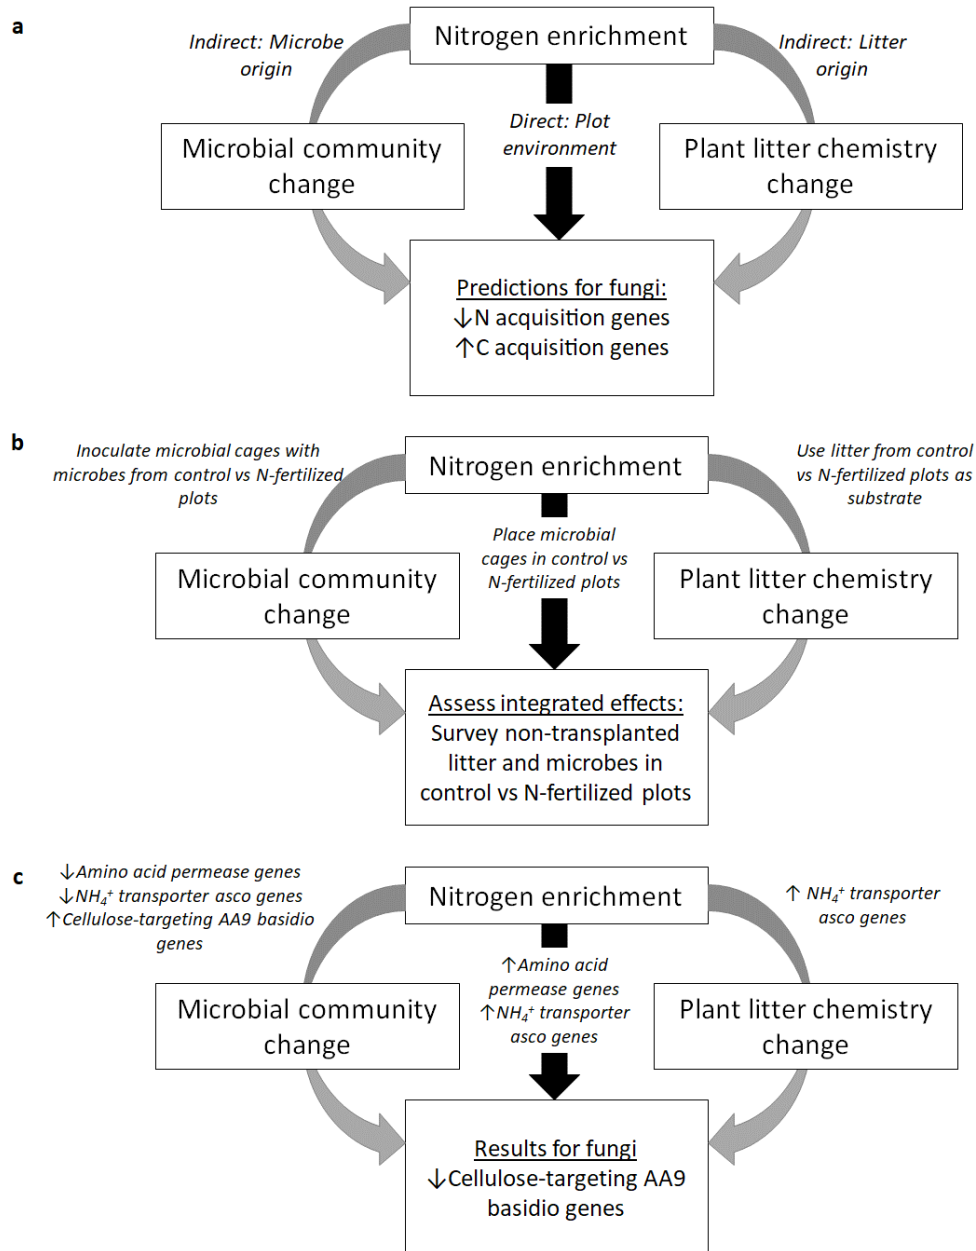 a
Nitrogen enrichment
Indirect: Microbe
origin
Indirect: Litter
origin
Direct: Plot
environment
Microbial community
change
Plant litter chemistry
change
Predictions for fungi:
↓N acquisition genes
↑C acquisition genes
b
Inoculate microbial cages with
microbes from control vs N-fertilized
plots
Nitrogen enrichment
Use litter from control
vs N-fertilized plots as
substrate
Place microbial
cages in control vs
N-fertilized plots
Microbial community
change
Plant litter chemistry
change
Assess integrated effects:
Survey non-transplanted
litter and microbes in
control vs N-fertilized plots
c
↓Amino acid permease genes
↓NH₄⁺ transporter asco genes
↑Cellulose-targeting AA9 basidio
genes
Nitrogen enrichment
↑ NH₄⁺ transporter
asco genes
↑Amino acid
permease genes
↑NH₄⁺ transporter
asco genes
Microbial community
change
Plant litter chemistry
change
Results for fungi
↓Cellulose-targeting AA9
basidio genes